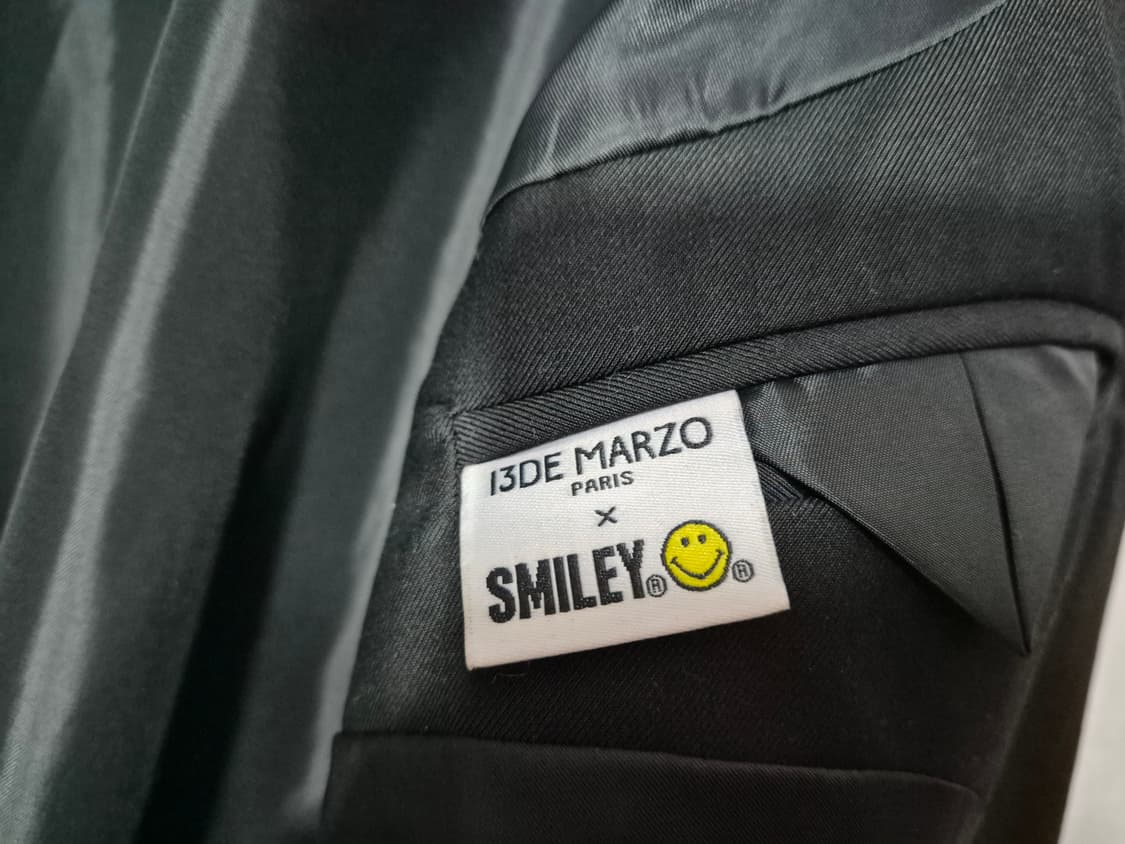 13DE MARZO
PARIS
×
SMILEY® ®